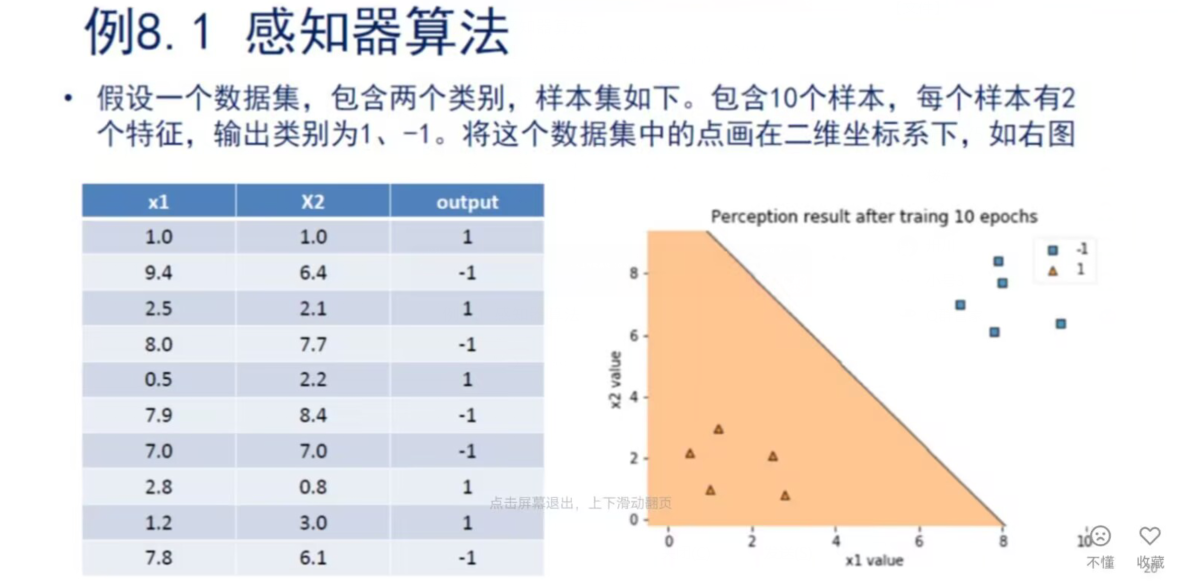 例8.1 感知器算法
• 假设一个数据集，包含两个类别，样本集如下。包含10个样本，每个样本有2
个特征，输出类别为1、-1。将这个数据集中的点画在二维坐标系下，如右图
x1 X2 output
1.0 1.0 1
9.4 6.4 -1
2.5 2.1 1
8.0 7.7 -1
0.5 2.2 1
7.9 8.4 -1
7.0 7.0 -1
2.8 0.8 1
1.2 3.0 1
7.8 6.1 -1
Perception result after traing 10 epochs
-1
1
x2 value
8
6
4
2
0
0 2 4 6 8 10
x1 value
点击屏幕退出，上下滑动翻页
不懂 收藏
20